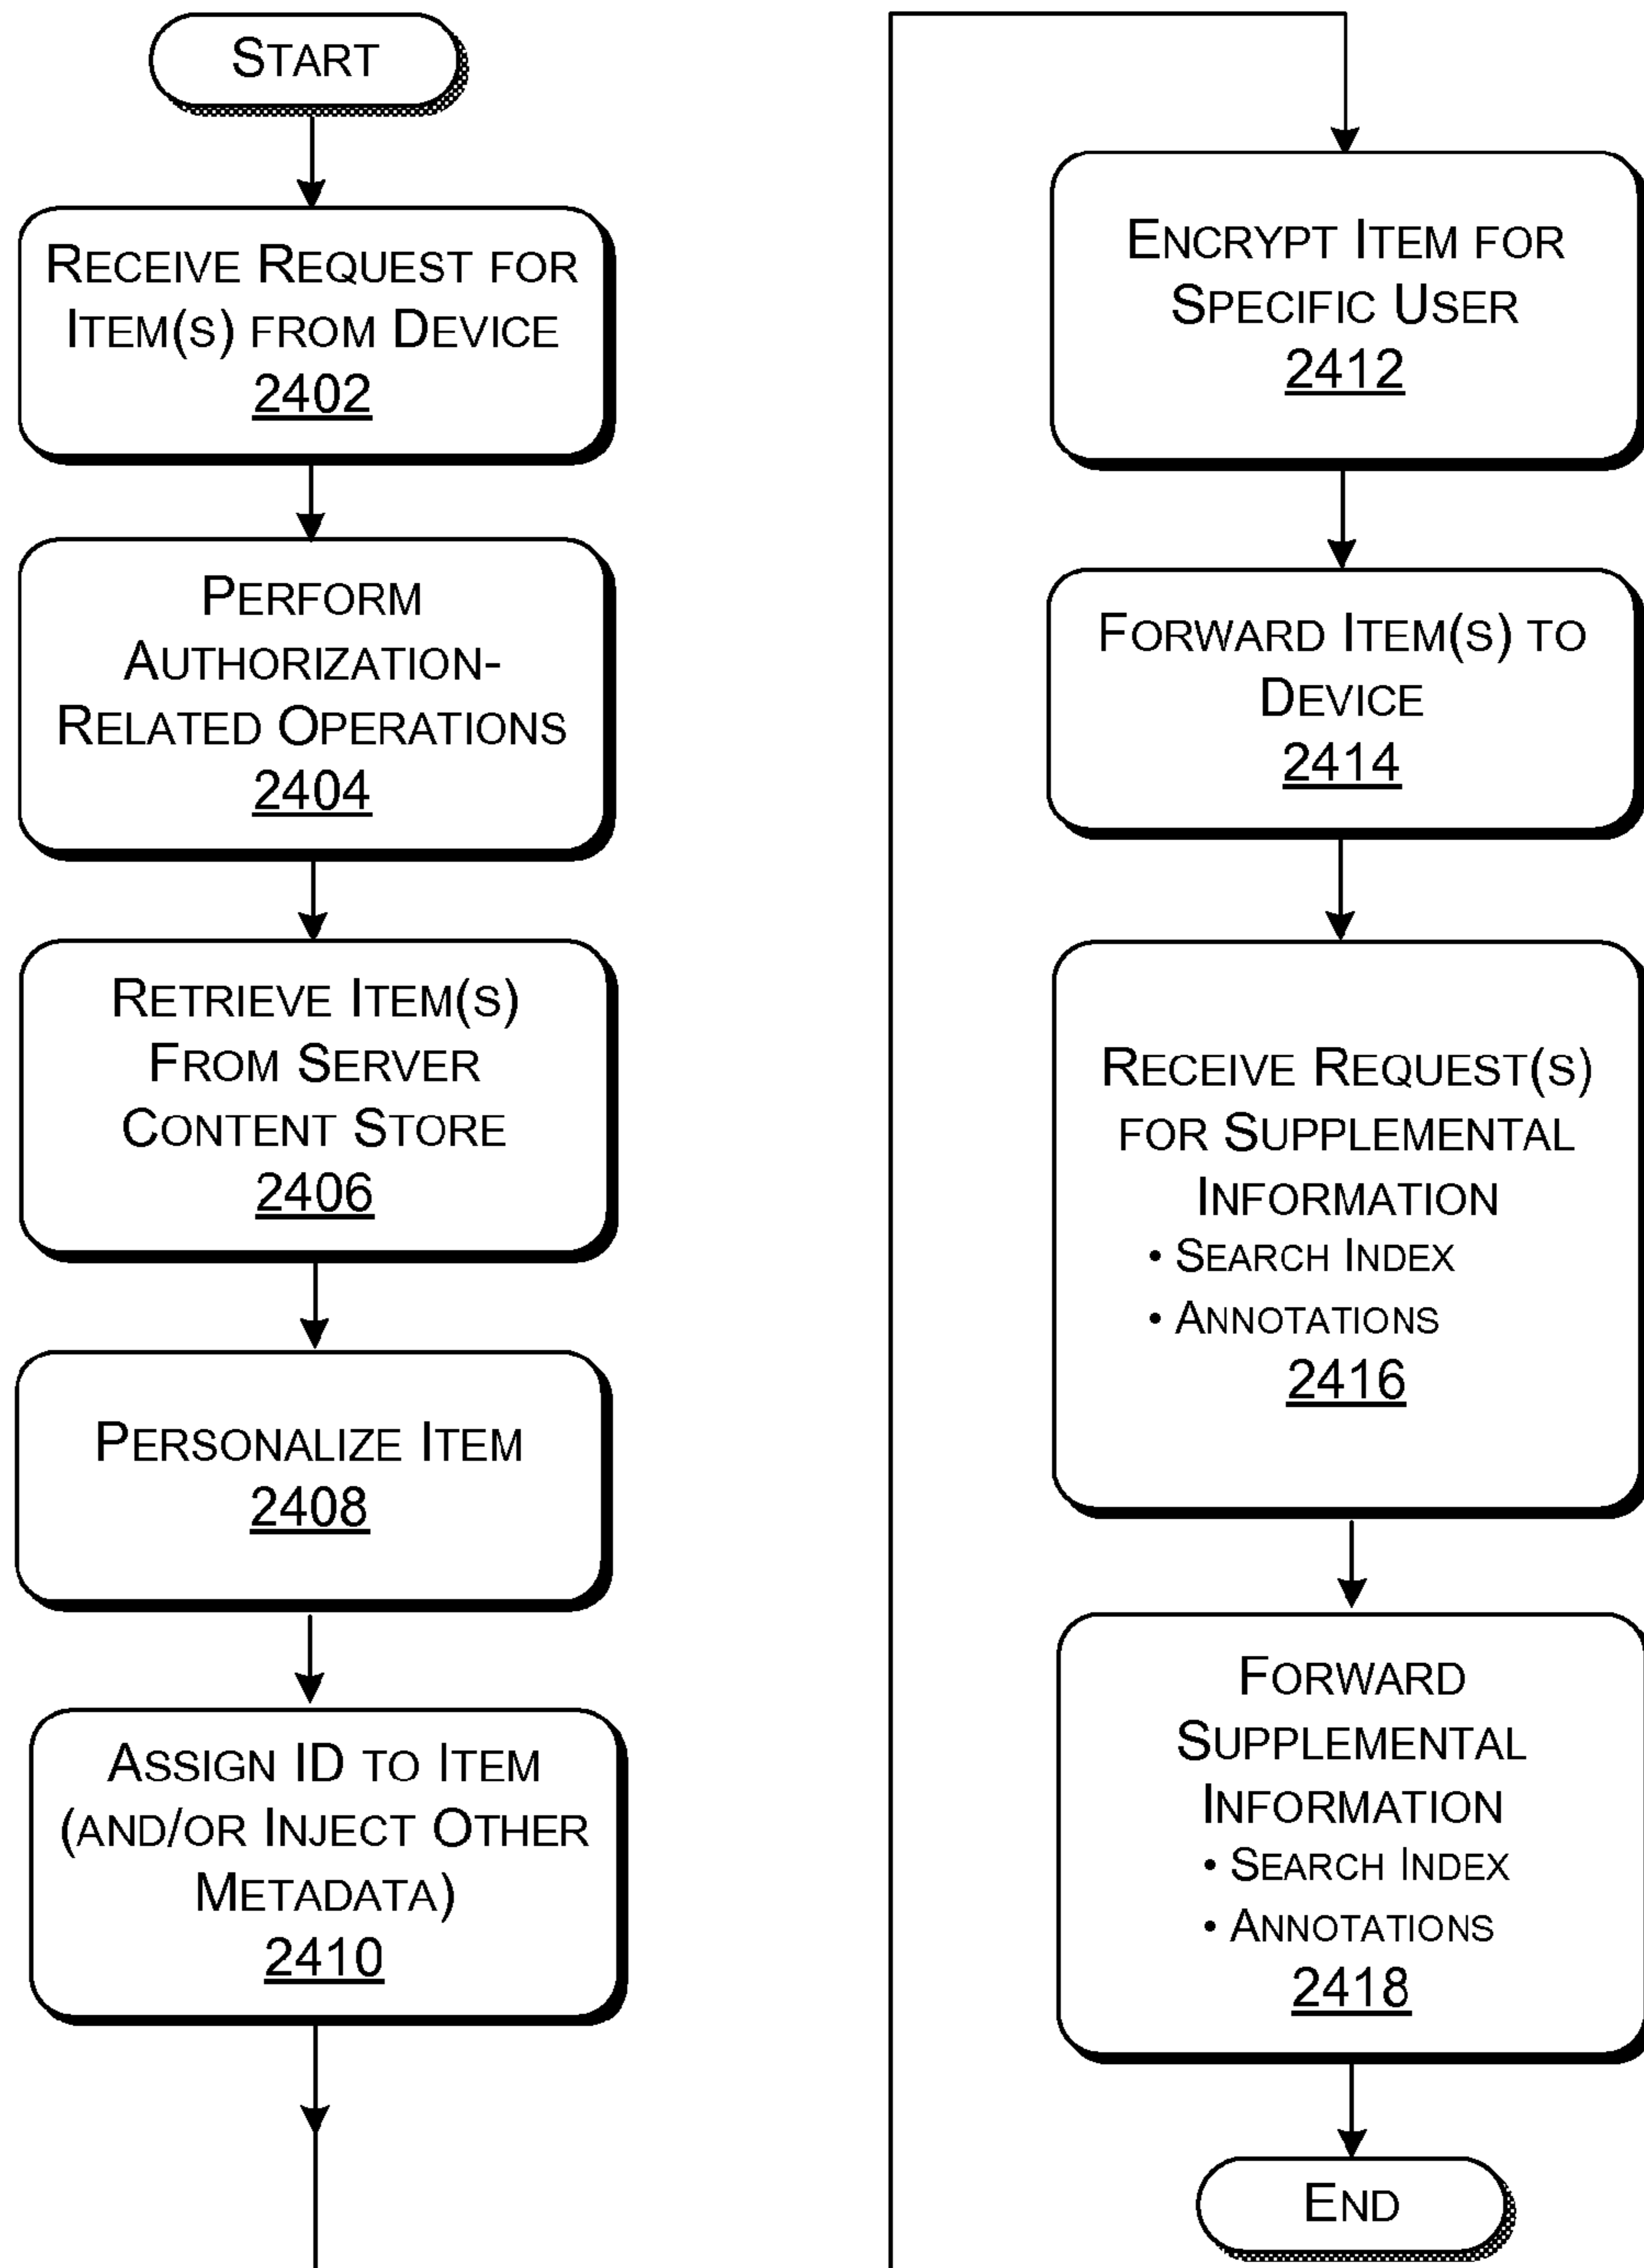 START
RECEIVE REQUEST FOR
ITEM(S) FROM DEVICE
2402
PERFORM
AUTHORIZATION-
RELATED OPERATIONS
2404
RETRIEVE ITEM(S)
FROM SERVER
CONTENT STORE
2406
PERSONALIZE ITEM
2408
ASSIGN ID TO ITEM
(AND/OR INJECT OTHER
METADATA)
2410
ENCRYPT ITEM FOR
SPECIFIC USER
2412
FORWARD ITEM(S) TO
DEVICE
2414
RECEIVE REQUEST(S)
FOR SUPPLEMENTAL
INFORMATION
• SEARCH INDEX
• ANNOTATIONS
2416
FORWARD
SUPPLEMENTAL
INFORMATION
• SEARCH INDEX
• ANNOTATIONS
2418
END